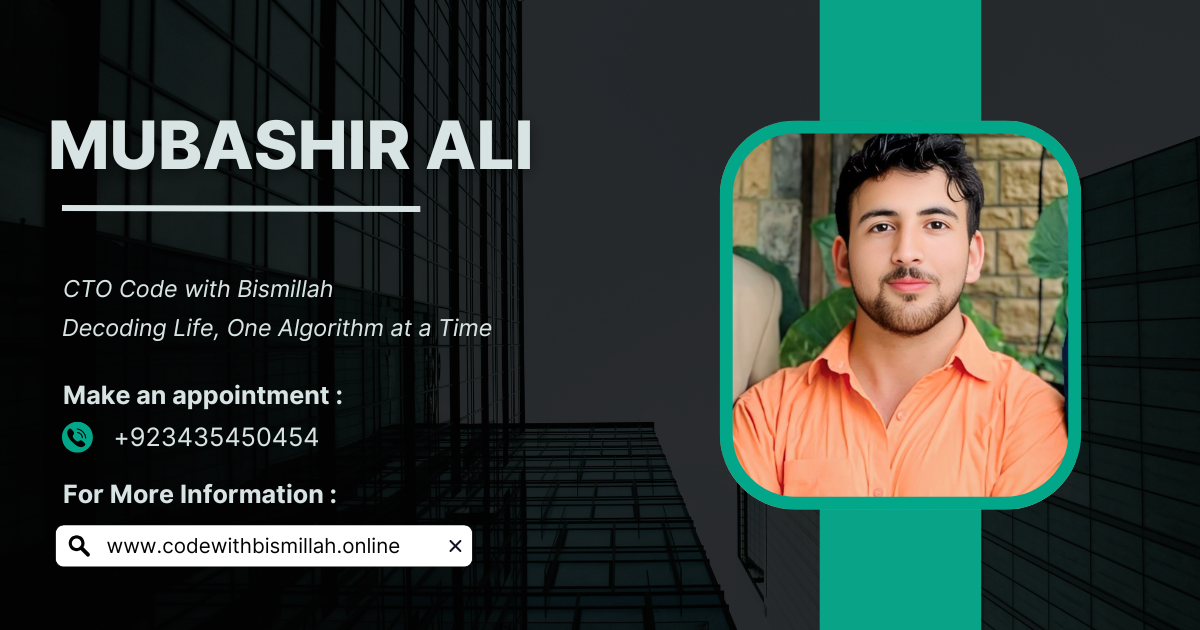 MUBASHIR ALI
CTO Code with Bismillah
Decoding Life, One Algorithm at a Time
Make an appointment :
+923435450454
For More Information :
www.codewithbismillah.online